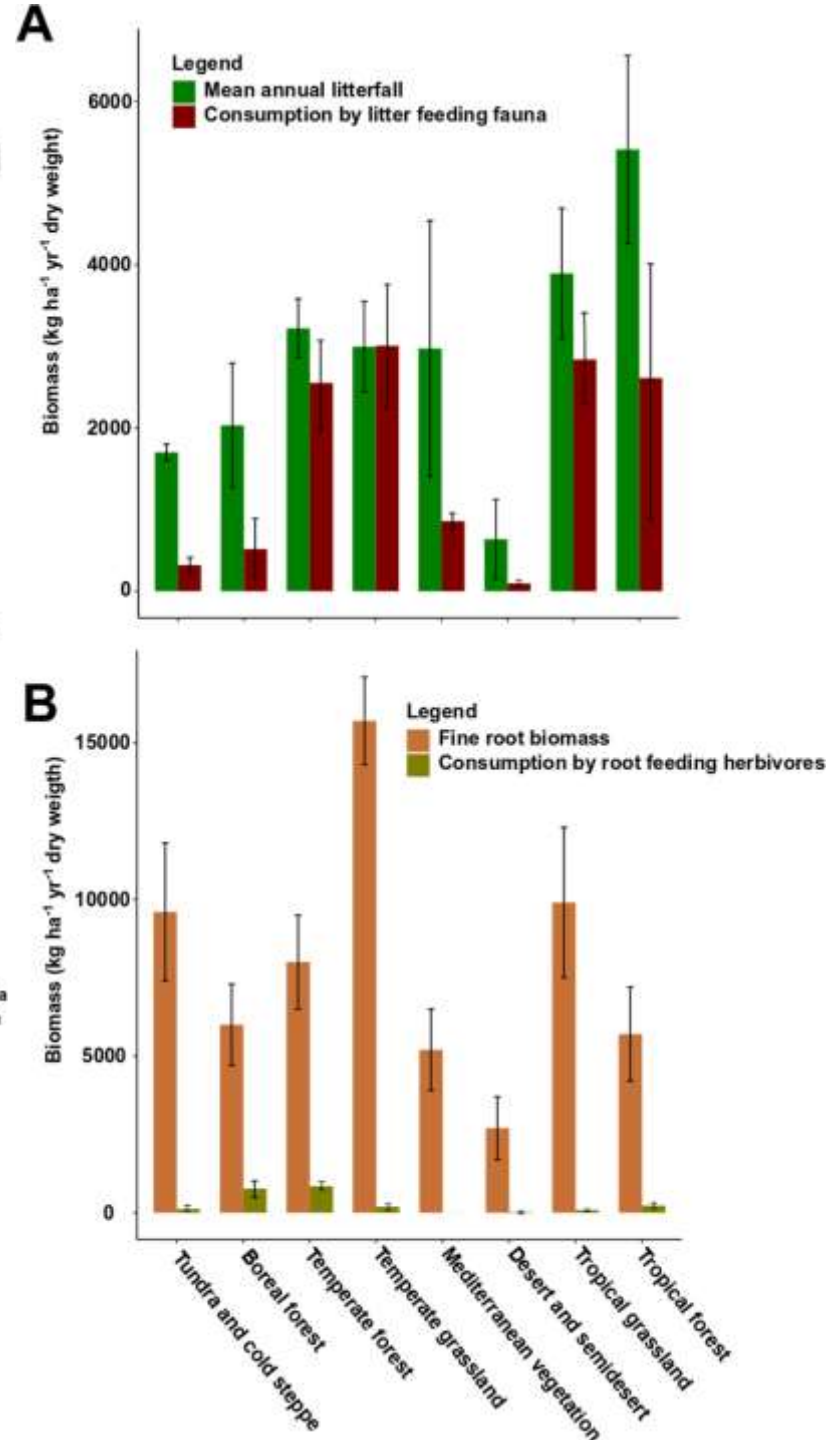 A
Legend
Mean annual litterfall
Consumption by litter feeding fauna
Biomass (kg ha⁻¹ yr⁻¹ dry weight)
6000
4000
2000
0
B
Legend
Fine root biomass
Consumption by root feeding herbivores
Biomass (kg ha⁻¹ yr⁻¹ dry weigth)
15000
10000
5000
0
Tundra and cold steppe
Boreal forest
Temperate forest
Temperate grassland
Mediterranean vegetation
Desert and semidesert
Tropical grassland
Tropical forest